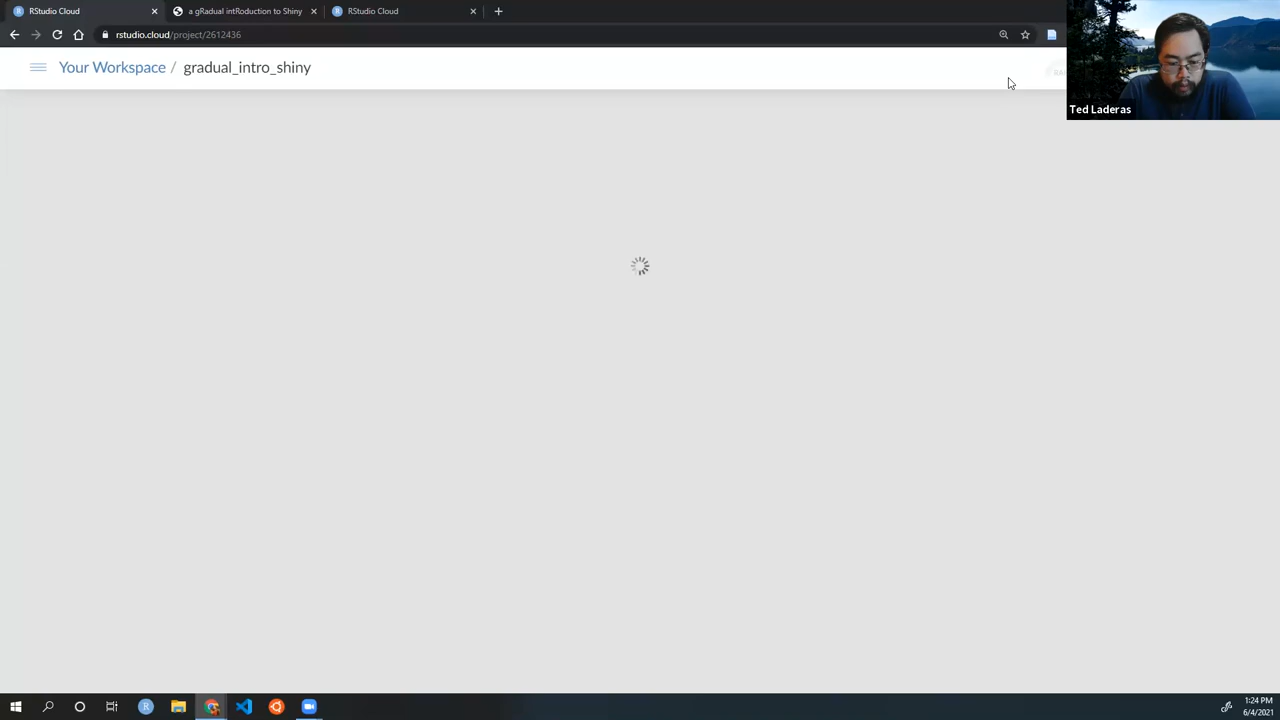 RStudio Cloud
a gRadual intRoduction to Shiny
RStudio Cloud
rstudio.cloud/project/2612436
Your Workspace / gradual_intro_shiny
Ted Laderas
1:24 PM
6/4/2021